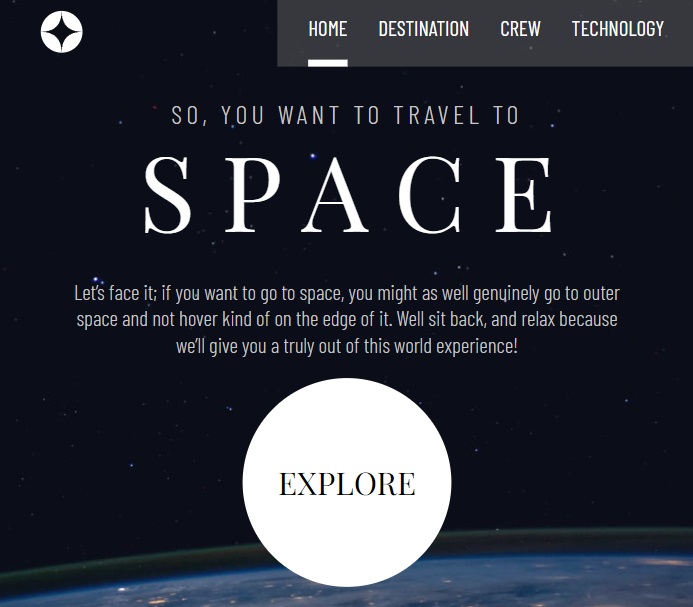 HOME DESTINATION CREW TECHNOLOGY
SO, YOU WANT TO TRAVEL TO
SPACE
Let's face it; if you want to go to space, you might as well genuinely go to outer
space and not hover kind of on the edge of it. Well sit back, and relax because
we'll give you a truly out of this world experience!
EXPLORE